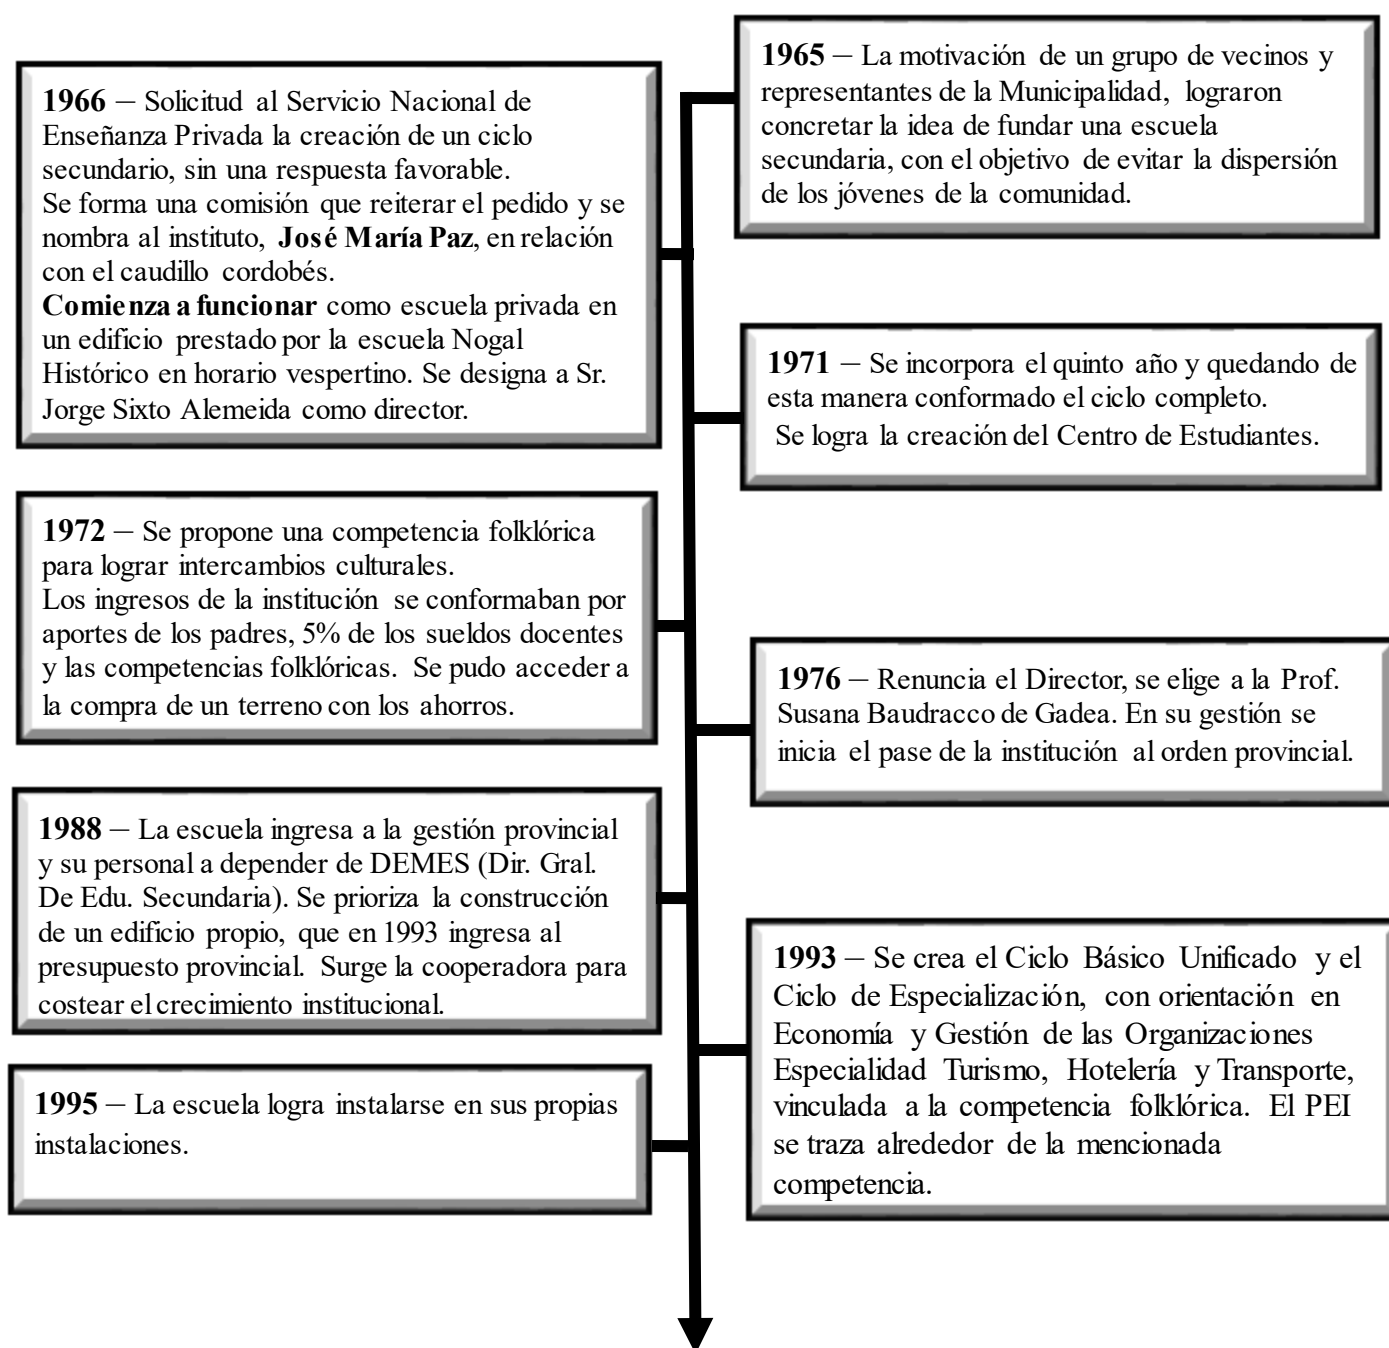 1965 – La motivación de un grupo de vecinos y
representantes de la Municipalidad, lograron
concretar la idea de fundar una escuela
secundaria, con el objetivo de evitar la dispersión
de los jóvenes de la comunidad.
1966 – Solicitud al Servicio Nacional de
Enseñanza Privada la creación de un ciclo
secundario, sin una respuesta favorable.
Se forma una comisión que reiterar el pedido y se
nombra al instituto, José María Paz, en relación
con el caudillo cordobés.
Comienza a funcionar como escuela privada en
un edificio prestado por la escuela Nogal
Histórico en horario vespertino. Se designa a Sr.
Jorge Sixto Alemeida como director.
1971 – Se incorpora el quinto año y quedando de
esta manera conformado el ciclo completo.
Se logra la creación del Centro de Estudiantes.
1972 – Se propone una competencia folklórica
para lograr intercambios culturales.
Los ingresos de la institución se conformaban por
aportes de los padres, 5% de los sueldos docentes
y las competencias folklóricas. Se pudo acceder a
la compra de un terreno con los ahorros.
1976 – Renuncia el Director, se elige a la Prof.
Susana Baudracco de Gadea. En su gestión se
inicia el pase de la institución al orden provincial.
1988 – La escuela ingresa a la gestión provincial
y su personal a depender de DEMES (Dir. Gral.
De Edu. Secundaria). Se prioriza la construcción
de un edificio propio, que en 1993 ingresa al
presupuesto provincial. Surge la cooperadora para
costear el crecimiento institucional.
1993 – Se crea el Ciclo Básico Unificado y el
Ciclo de Especialización, con orientación en
Economía y Gestión de las Organizaciones
Especialidad Turismo, Hotelería y Transporte,
vinculada a la competencia folklórica. El PEI
se traza alrededor de la mencionada
competencia.
1995 – La escuela logra instalarse en sus propias
instalaciones.